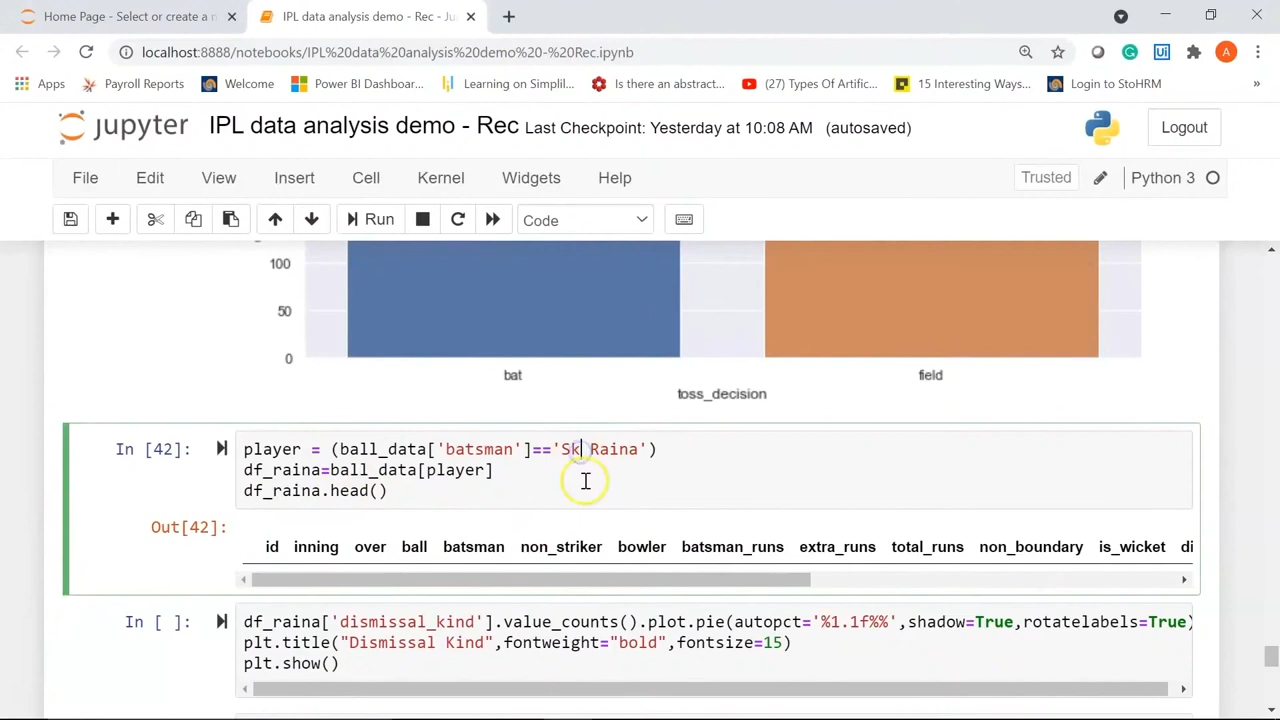 Home Page - Select or create a n
IPL data analysis demo - Rec - Ju
localhost:8888/notebooks/IPL%20data%20analysis%20demo%20-%20Rec.ipynb
A
Apps
Payroll Reports
Welcome
Power BI Dashboar...
Learning on Simplil...
Is there an abstract...
(27) Types Of Artific...
15 Interesting Ways...
Login to StoHRM
»
jupyter
IPL data analysis demo - Rec Last Checkpoint: Yesterday at 10:08 AM (autosaved)
Logout
File Edit View Insert Cell Kernel Widgets Help
Trusted
Python 3
Run
Code
100
50
0
bat
field
toss_decision
In [42]:
player = (ball_data['batsman']=='Sk Raina')
df_raina=ball_data[player]
df_raina.head()
Out[42]:
id inning over ball batsman non_striker bowler batsman_runs extra_runs total_runs non_boundary is_wicket di
In [ ]:
df_raina['dismissal_kind'].value_counts().plot.pie(autopct='%1.1f%%',shadow=True,rotatelabels=True)
plt.title("Dismissal Kind",fontweight="bold",fontsize=15)
plt.show()